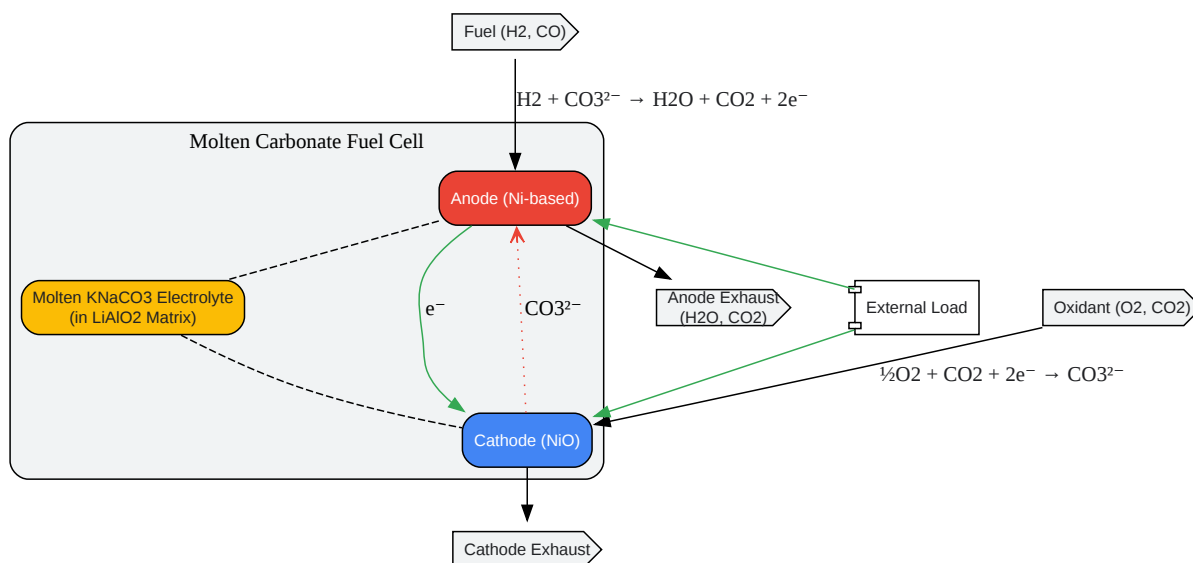 Fuel (H2, CO)
H2 + CO3²⁻ → H2O + CO2 + 2e⁻
Molten Carbonate Fuel Cell
Anode (Ni-based)
Molten KNaCO3 Electrolyte
(in LiAlO2 Matrix)
e⁻
CO3²⁻
Anode Exhaust
(H2O, CO2)
External Load
Oxidant (O2, CO2)
½O2 + CO2 + 2e⁻ → CO3²⁻
Cathode (NiO)
Cathode Exhaust